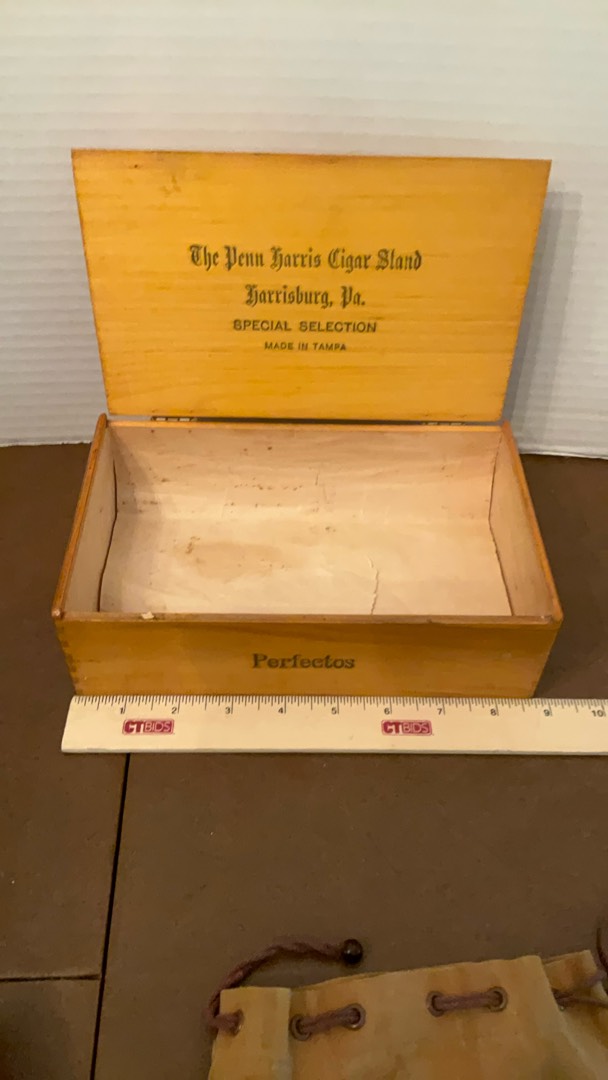 The Penn Harris Cigar Stand
Harrisburg, Pa.
SPECIAL SELECTION
MADE IN TAMPA
Perfectos
1 2 3 4 5 6 7 8 9 10
CTBIDS CTBIDS